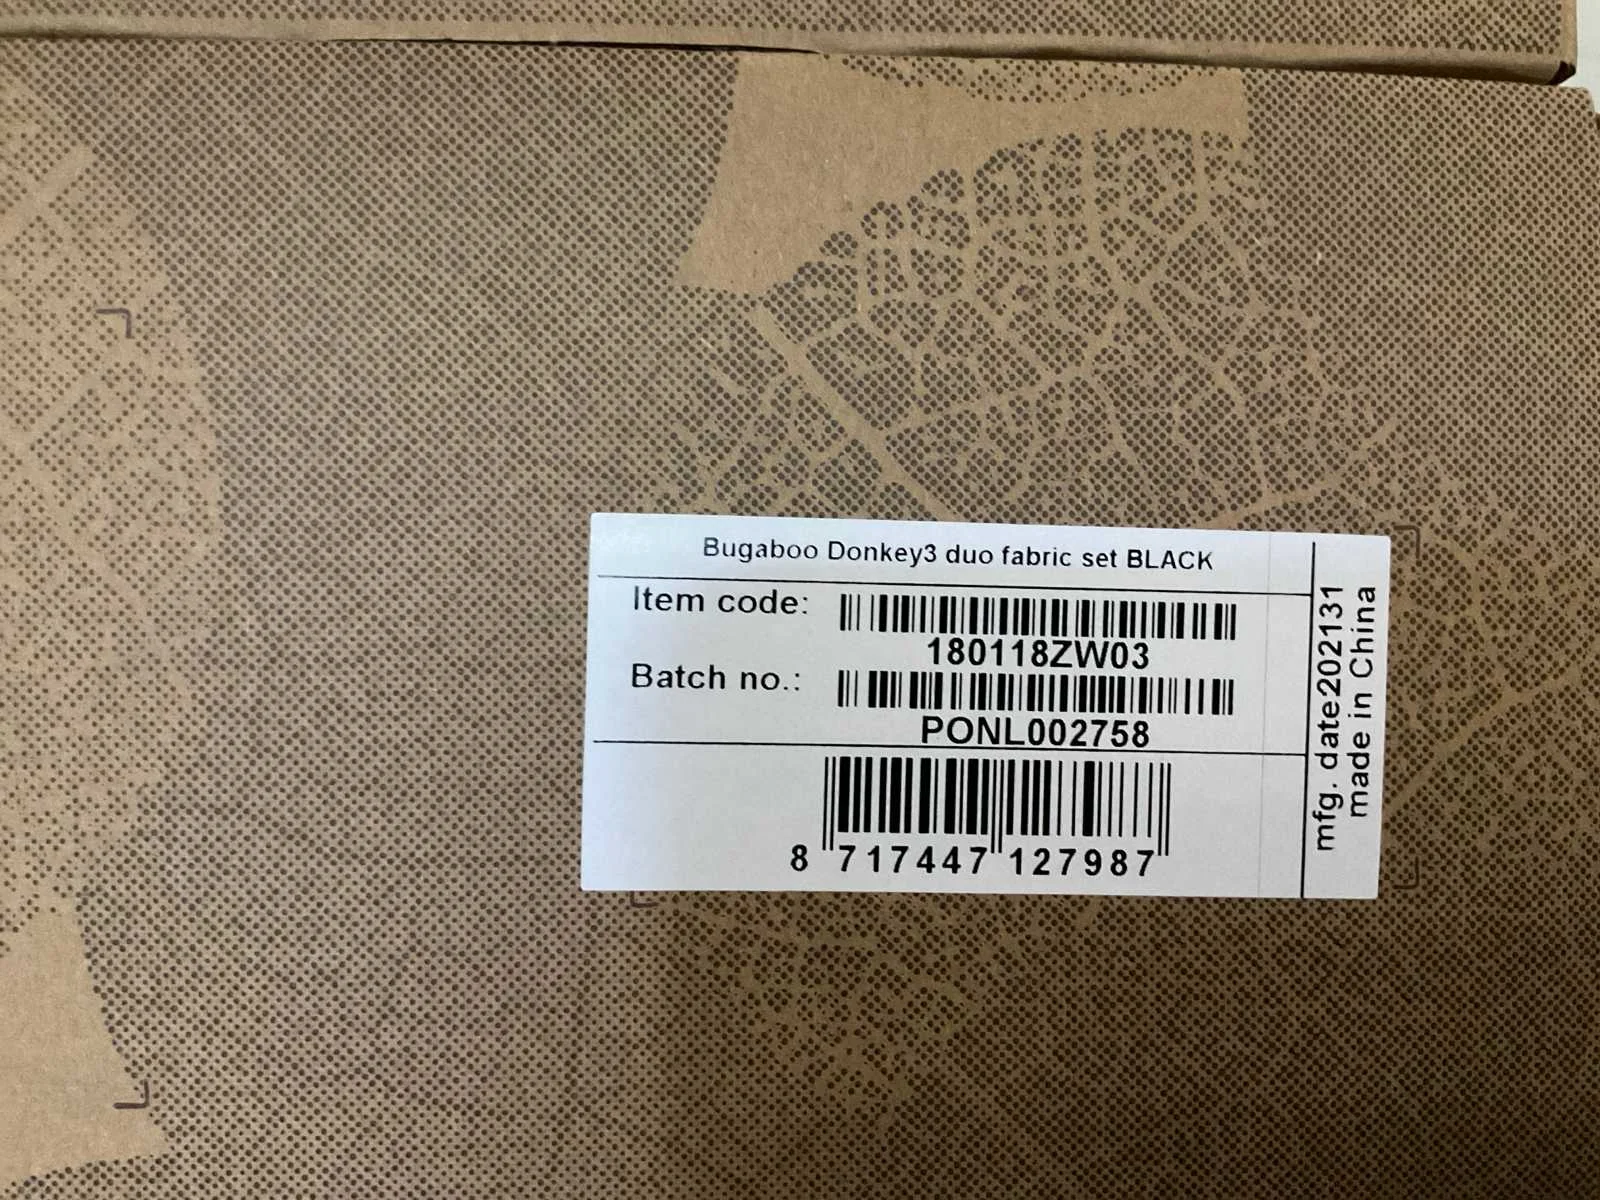 Bugaboo Donkey3 duo fabric set BLACK
Item code:
180118ZW03
Batch no.:
PONL002758
8 717447 127987
mfg. date202131
made in China